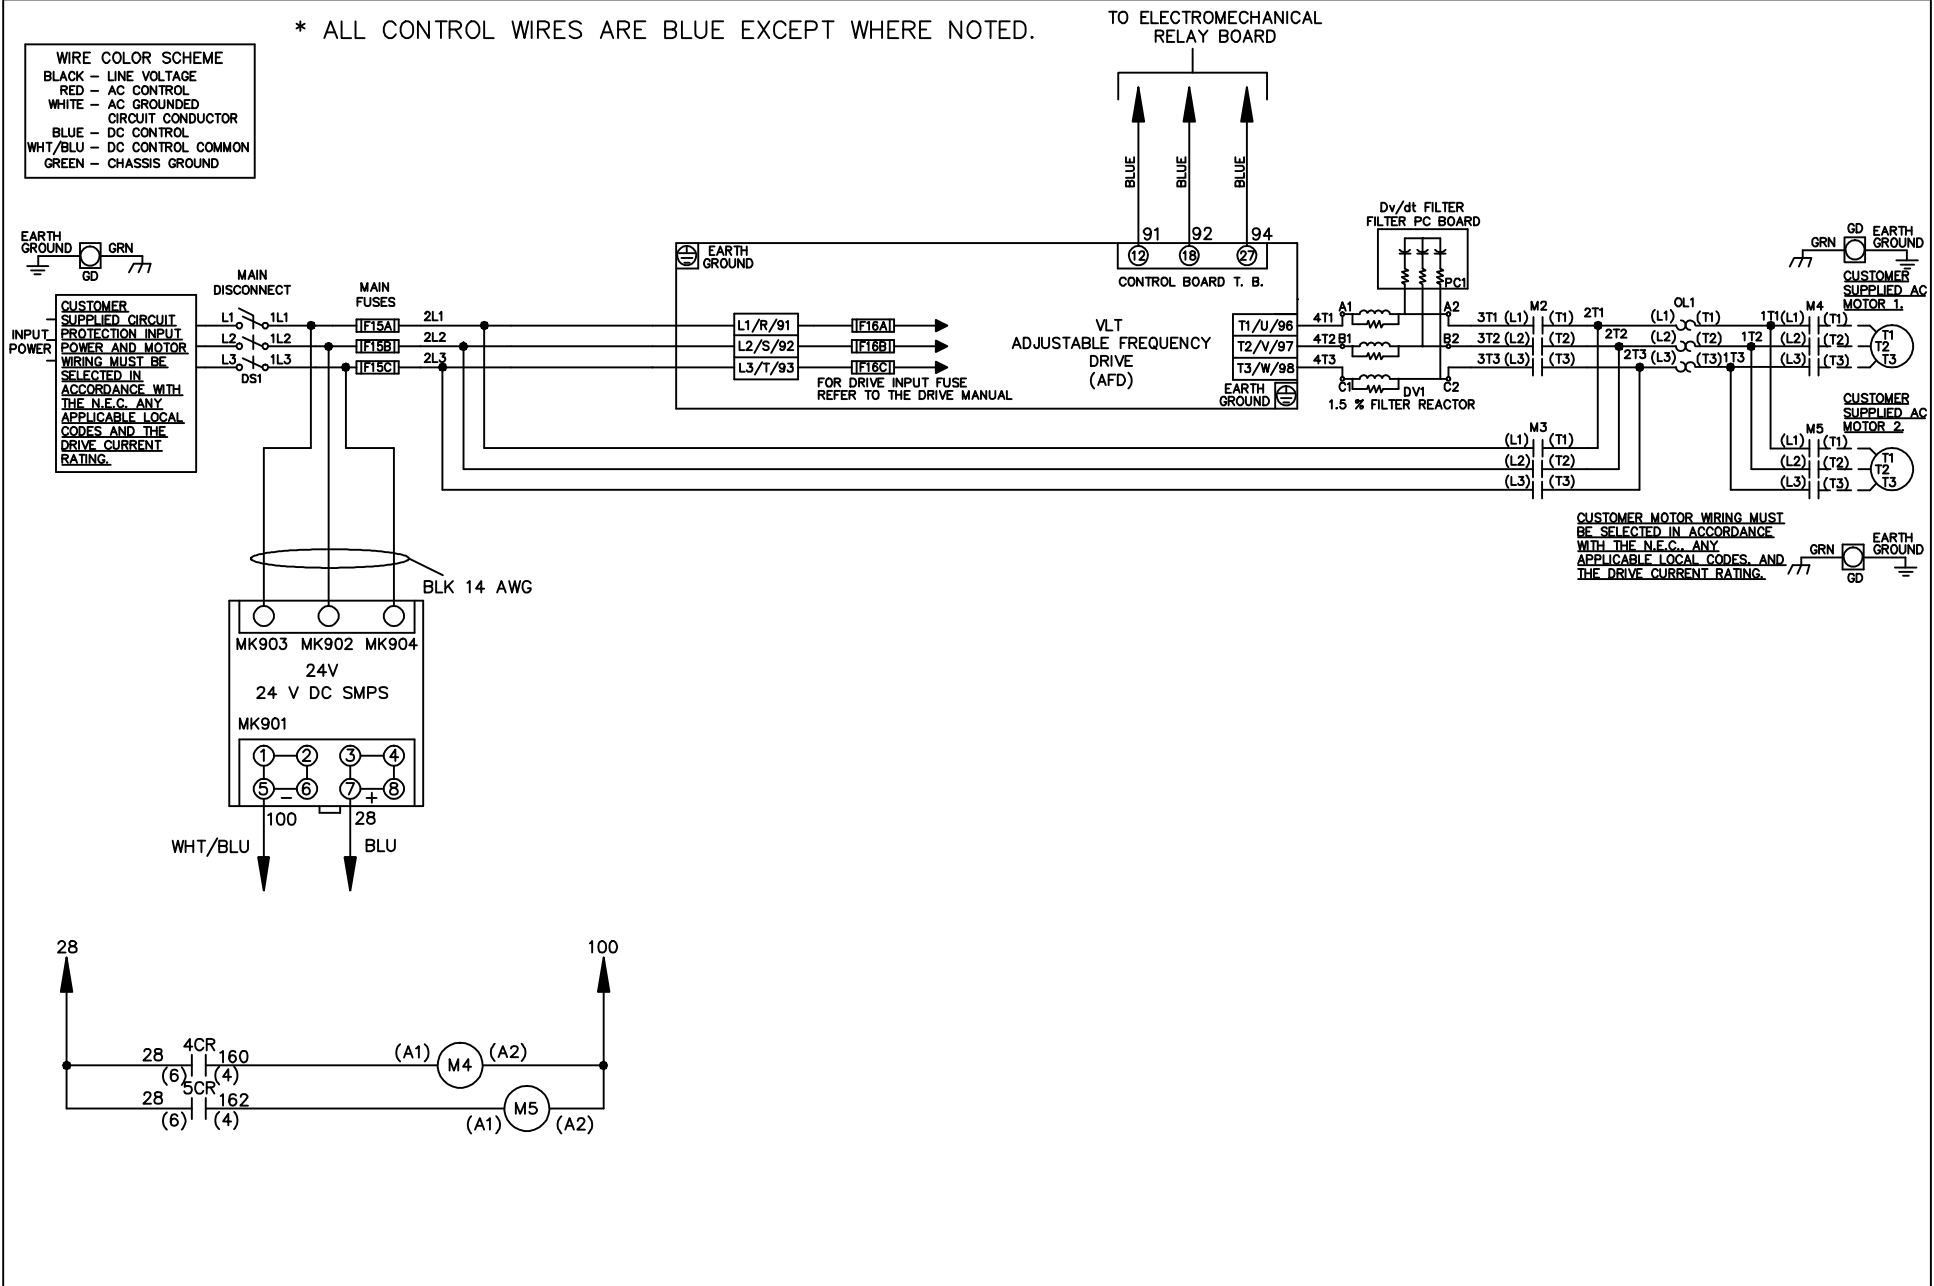 * ALL CONTROL WIRES ARE BLUE EXCEPT WHERE NOTED.
TO ELECTROMECHANICAL
RELAY BOARD
WIRE COLOR SCHEME
BLACK – LINE VOLTAGE
RED – AC CONTROL
WHITE – AC GROUNDED
CIRCUIT CONDUCTOR
BLUE – DC CONTROL
WHT/BLU – DC CONTROL COMMON
GREEN – CHASSIS GROUND
BLUE
BLUE
BLUE
91
92
94
12
18
27
CONTROL BOARD T. B.
EARTH
GROUND
GRN
GD
INPUT
POWER
CUSTOMER
SUPPLIED CIRCUIT
PROTECTION INPUT
POWER AND MOTOR
WIRING MUST BE
SELECTED IN
ACCORDANCE WITH
THE N.E.C. ANY
APPLICABLE LOCAL
CODES AND THE
DRIVE CURRENT
RATING.
MAIN
DISCONNECT
L1
1L1
L2
1L2
L3
1L3
DS1
MAIN
FUSES
F15A
F15B
F15C
2L1
2L2
2L3
EARTH
GROUND
L1/R/91
L2/S/92
L3/T/93
F16A
F16B
F16C
FOR DRIVE INPUT FUSE
REFER TO THE DRIVE MANUAL
VLT
ADJUSTABLE FREQUENCY
DRIVE
(AFD)
T1/U/96
T2/V/97
T3/W/98
EARTH
GROUND
Dv/dt FILTER
FILTER PC BOARD
PC1
4T1
A1
A2
4T2
B1
B2
4T3
C1
C2
DV1
1.5 % FILTER REACTOR
M2
3T1 (L1) (T1)
3T2 (L2) (T2)
3T3 (L3) (T3)
2T1
2T2
2T3
OL1
(L1) (T1)
(L2) (T2)
(L3) (T3)
1T1
1T2
1T3
M4
(L1) (T1)
(L2) (T2)
(L3) (T3)
T1
T2
T3
GRN
GD
EARTH
GROUND
CUSTOMER
SUPPLIED AC
MOTOR 1.
M3
(L1) (T1)
(L2) (T2)
(L3) (T3)
CUSTOMER
SUPPLIED AC
MOTOR 2.
M5
(L1) (T1)
(L2) (T2)
(L3) (T3)
T1
T2
T3
CUSTOMER MOTOR WIRING MUST
BE SELECTED IN ACCORDANCE
WITH THE N.E.C., ANY
APPLICABLE LOCAL CODES, AND
THE DRIVE CURRENT RATING.
GRN
GD
EARTH
GROUND
BLK 14 AWG
MK903 MK902 MK904
24V
24 V DC SMPS
MK901
1 2 3 4
5 6 7 8
– +
100
28
WHT/BLU
BLU
28
100
28
4CR
160
(6)
(4)
(A1)
M4
(A2)
28
5CR
162
(6)
(4)
(A1)
M5
(A2)